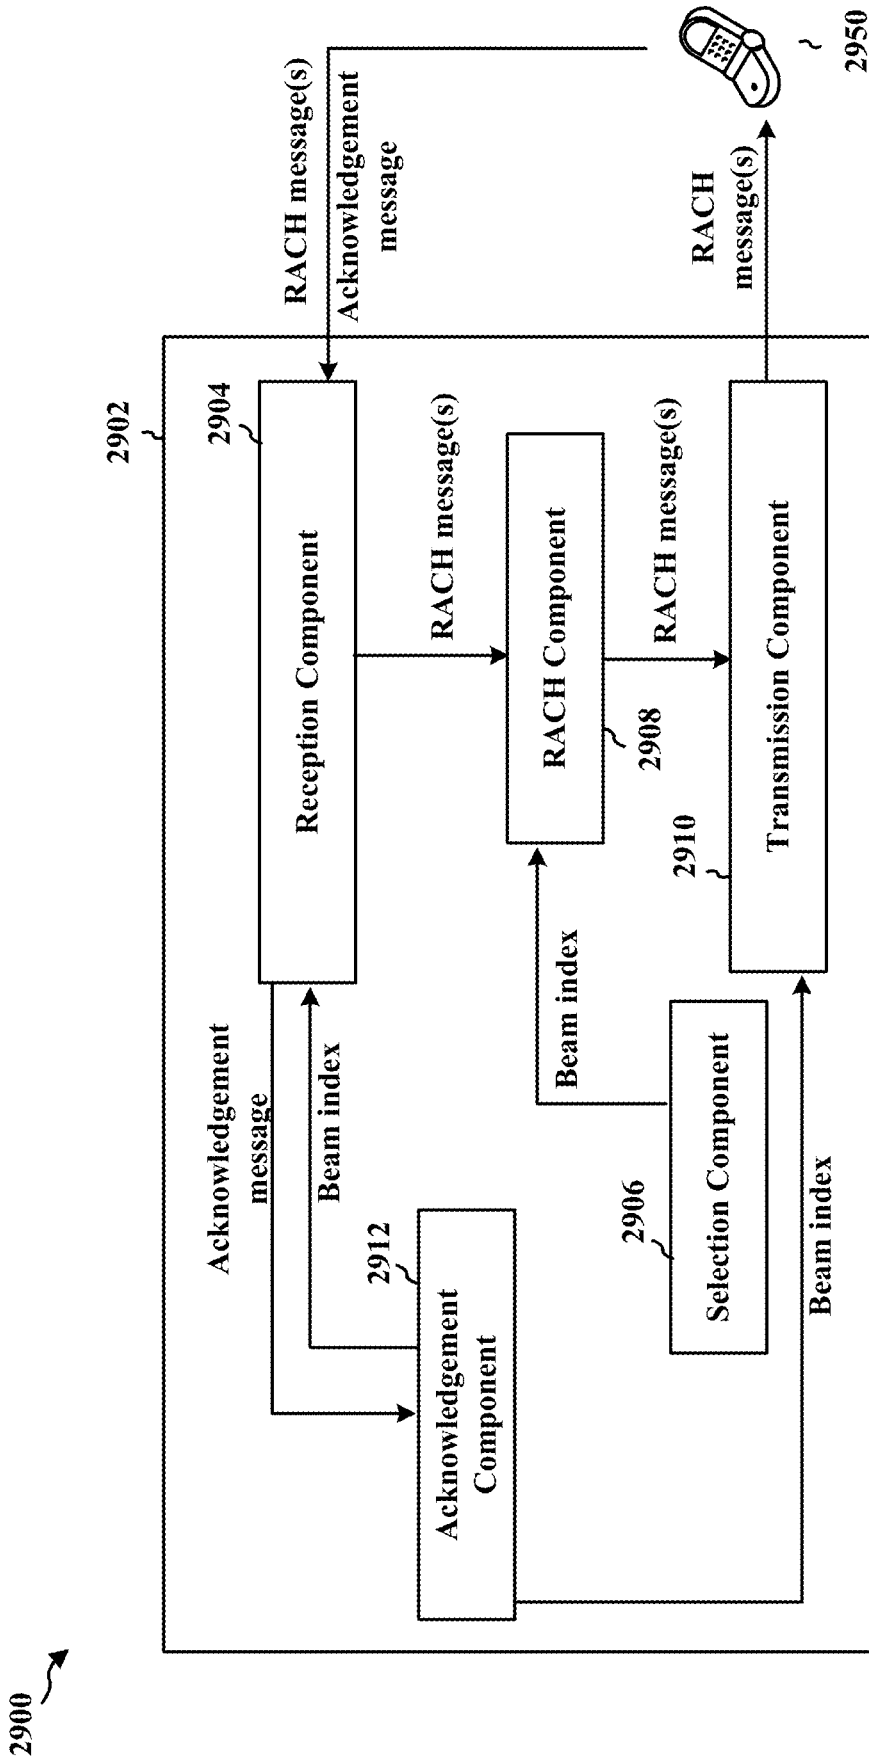 2900
2902
2904
Reception Component
RACH message(s)
Acknowledgement
message
2950
Acknowledgement
message
Beam index
RACH message(s)
2912
Acknowledgement
Component
Beam index
RACH Component
2908
RACH message(s)
RACH
message(s)
2906
Selection Component
2910
Transmission Component
Beam index